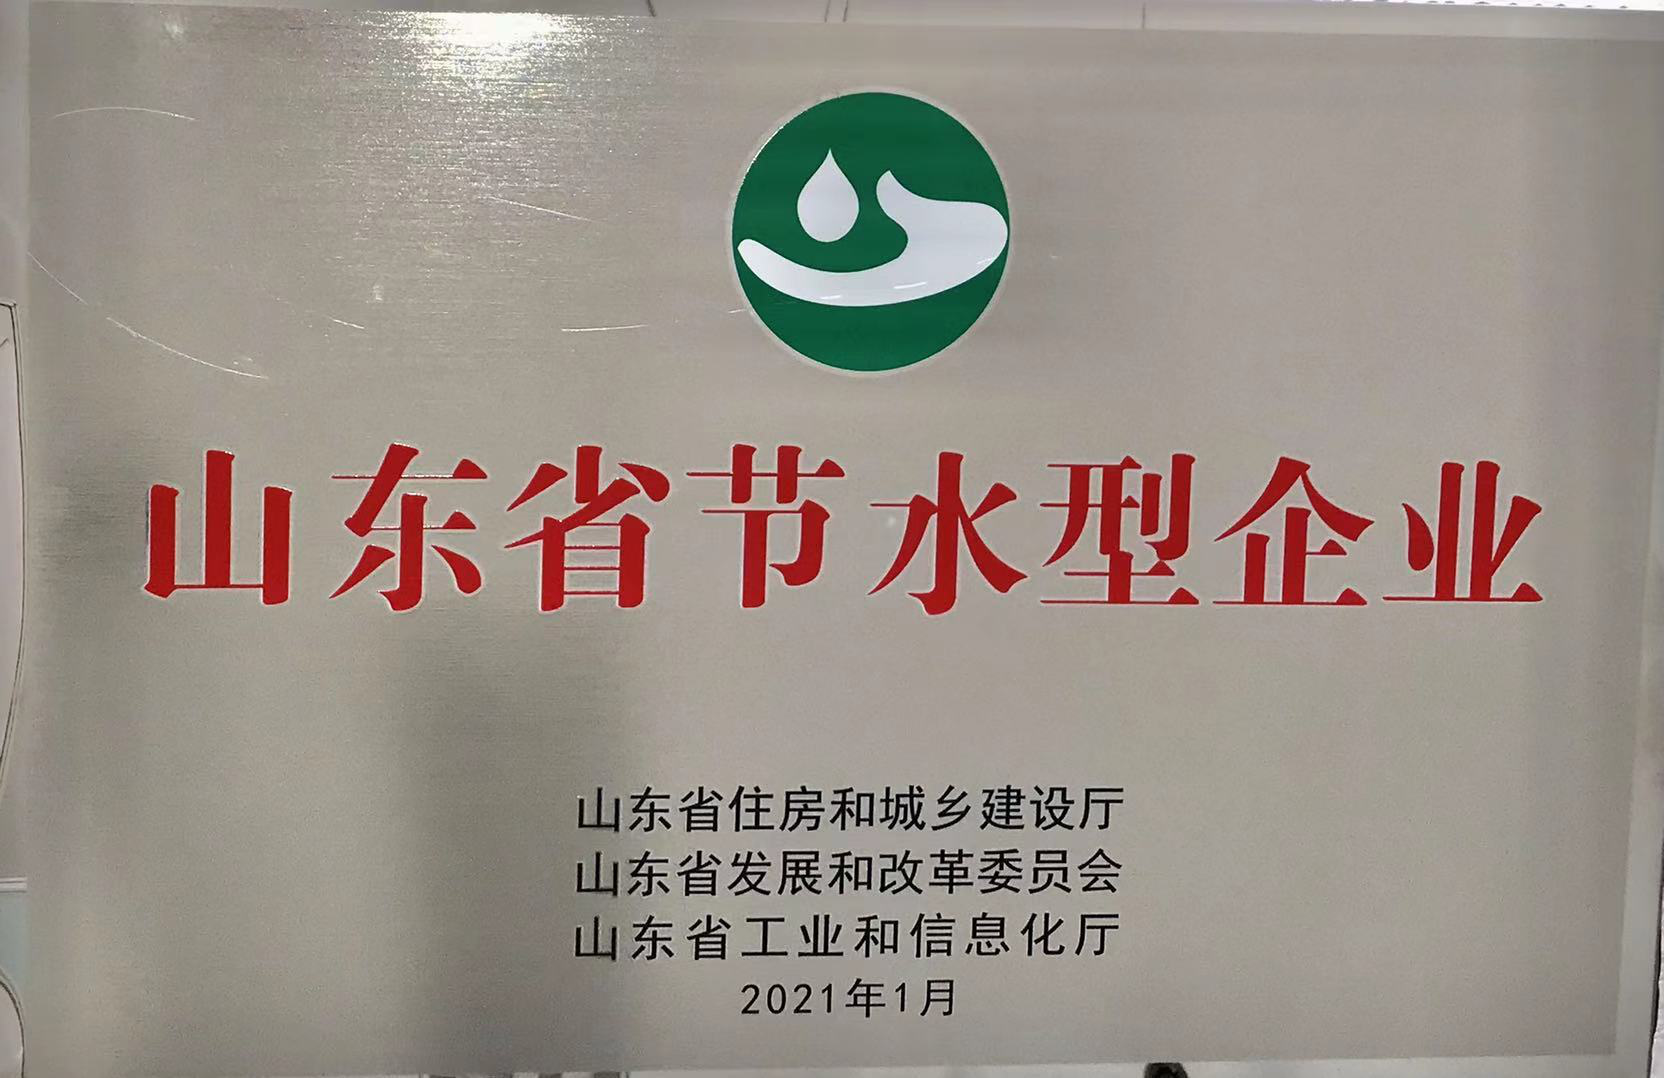 山东省节水型企业
山东省住房和城乡建设厅
山东省发展和改革委员会
山东省工业和信息化厅
2021年1月